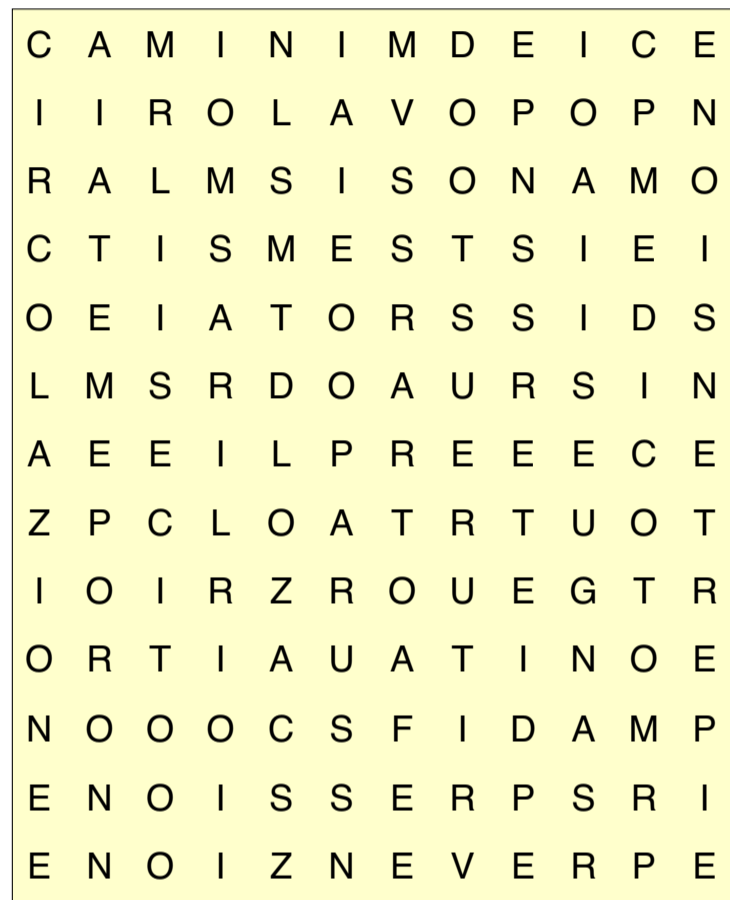 C A M I N I M D E I C E
I I R O L A V O P O P N
R A L M S I S O N A M O
C T I S M E S T S I E I
O E I A T O R S S I D S
L M S R D O A U R S I N
A E E I L P R E E E C E
Z P C L O A T R T U O T
I O I R Z R O U E G T R
O R T I A U A T I N O E
N O O O C S F I D A M P
E N O I S S E R P S R I
E N O I Z N E V E R P E